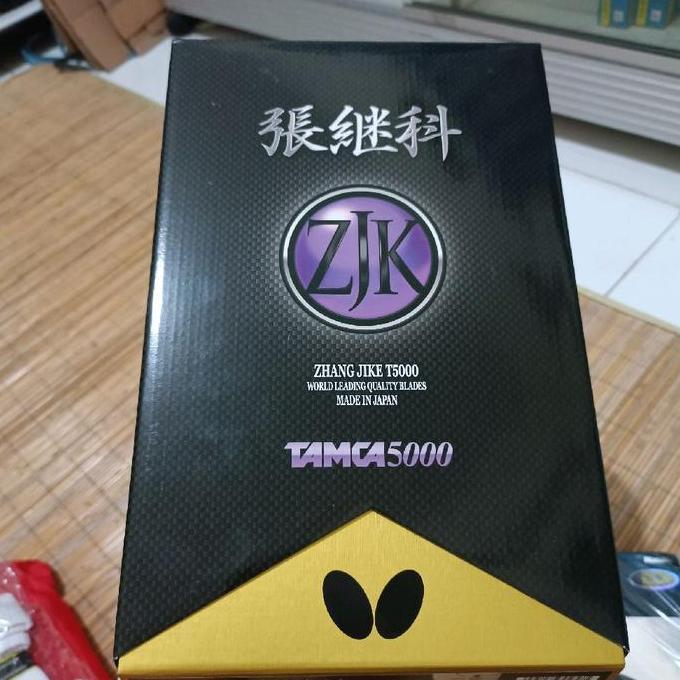 張継科
ZJK
ZHANG JIKE T5000
WORLD LEADING QUALITY BLADES
MADE IN JAPAN
TAMCA5000